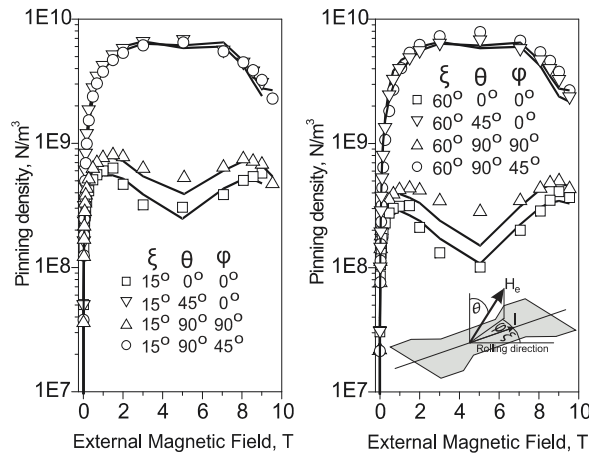 1E10
1E9
1E8
1E7
Pinning density, N/m³
0 2 4 6 8 10
External Magnetic Field, T
ξ θ φ
15° 0° 0°
15° 45° 0°
15° 90° 90°
15° 90° 45°
1E10
1E9
1E8
1E7
Pinning density, N/m³
0 2 4 6 8 10
External Magnetic Field, T
ξ θ φ
60° 0° 0°
60° 45° 0°
60° 90° 90°
60° 90° 45°
Hₑ
θ
I
φ ξ
Rolling direction